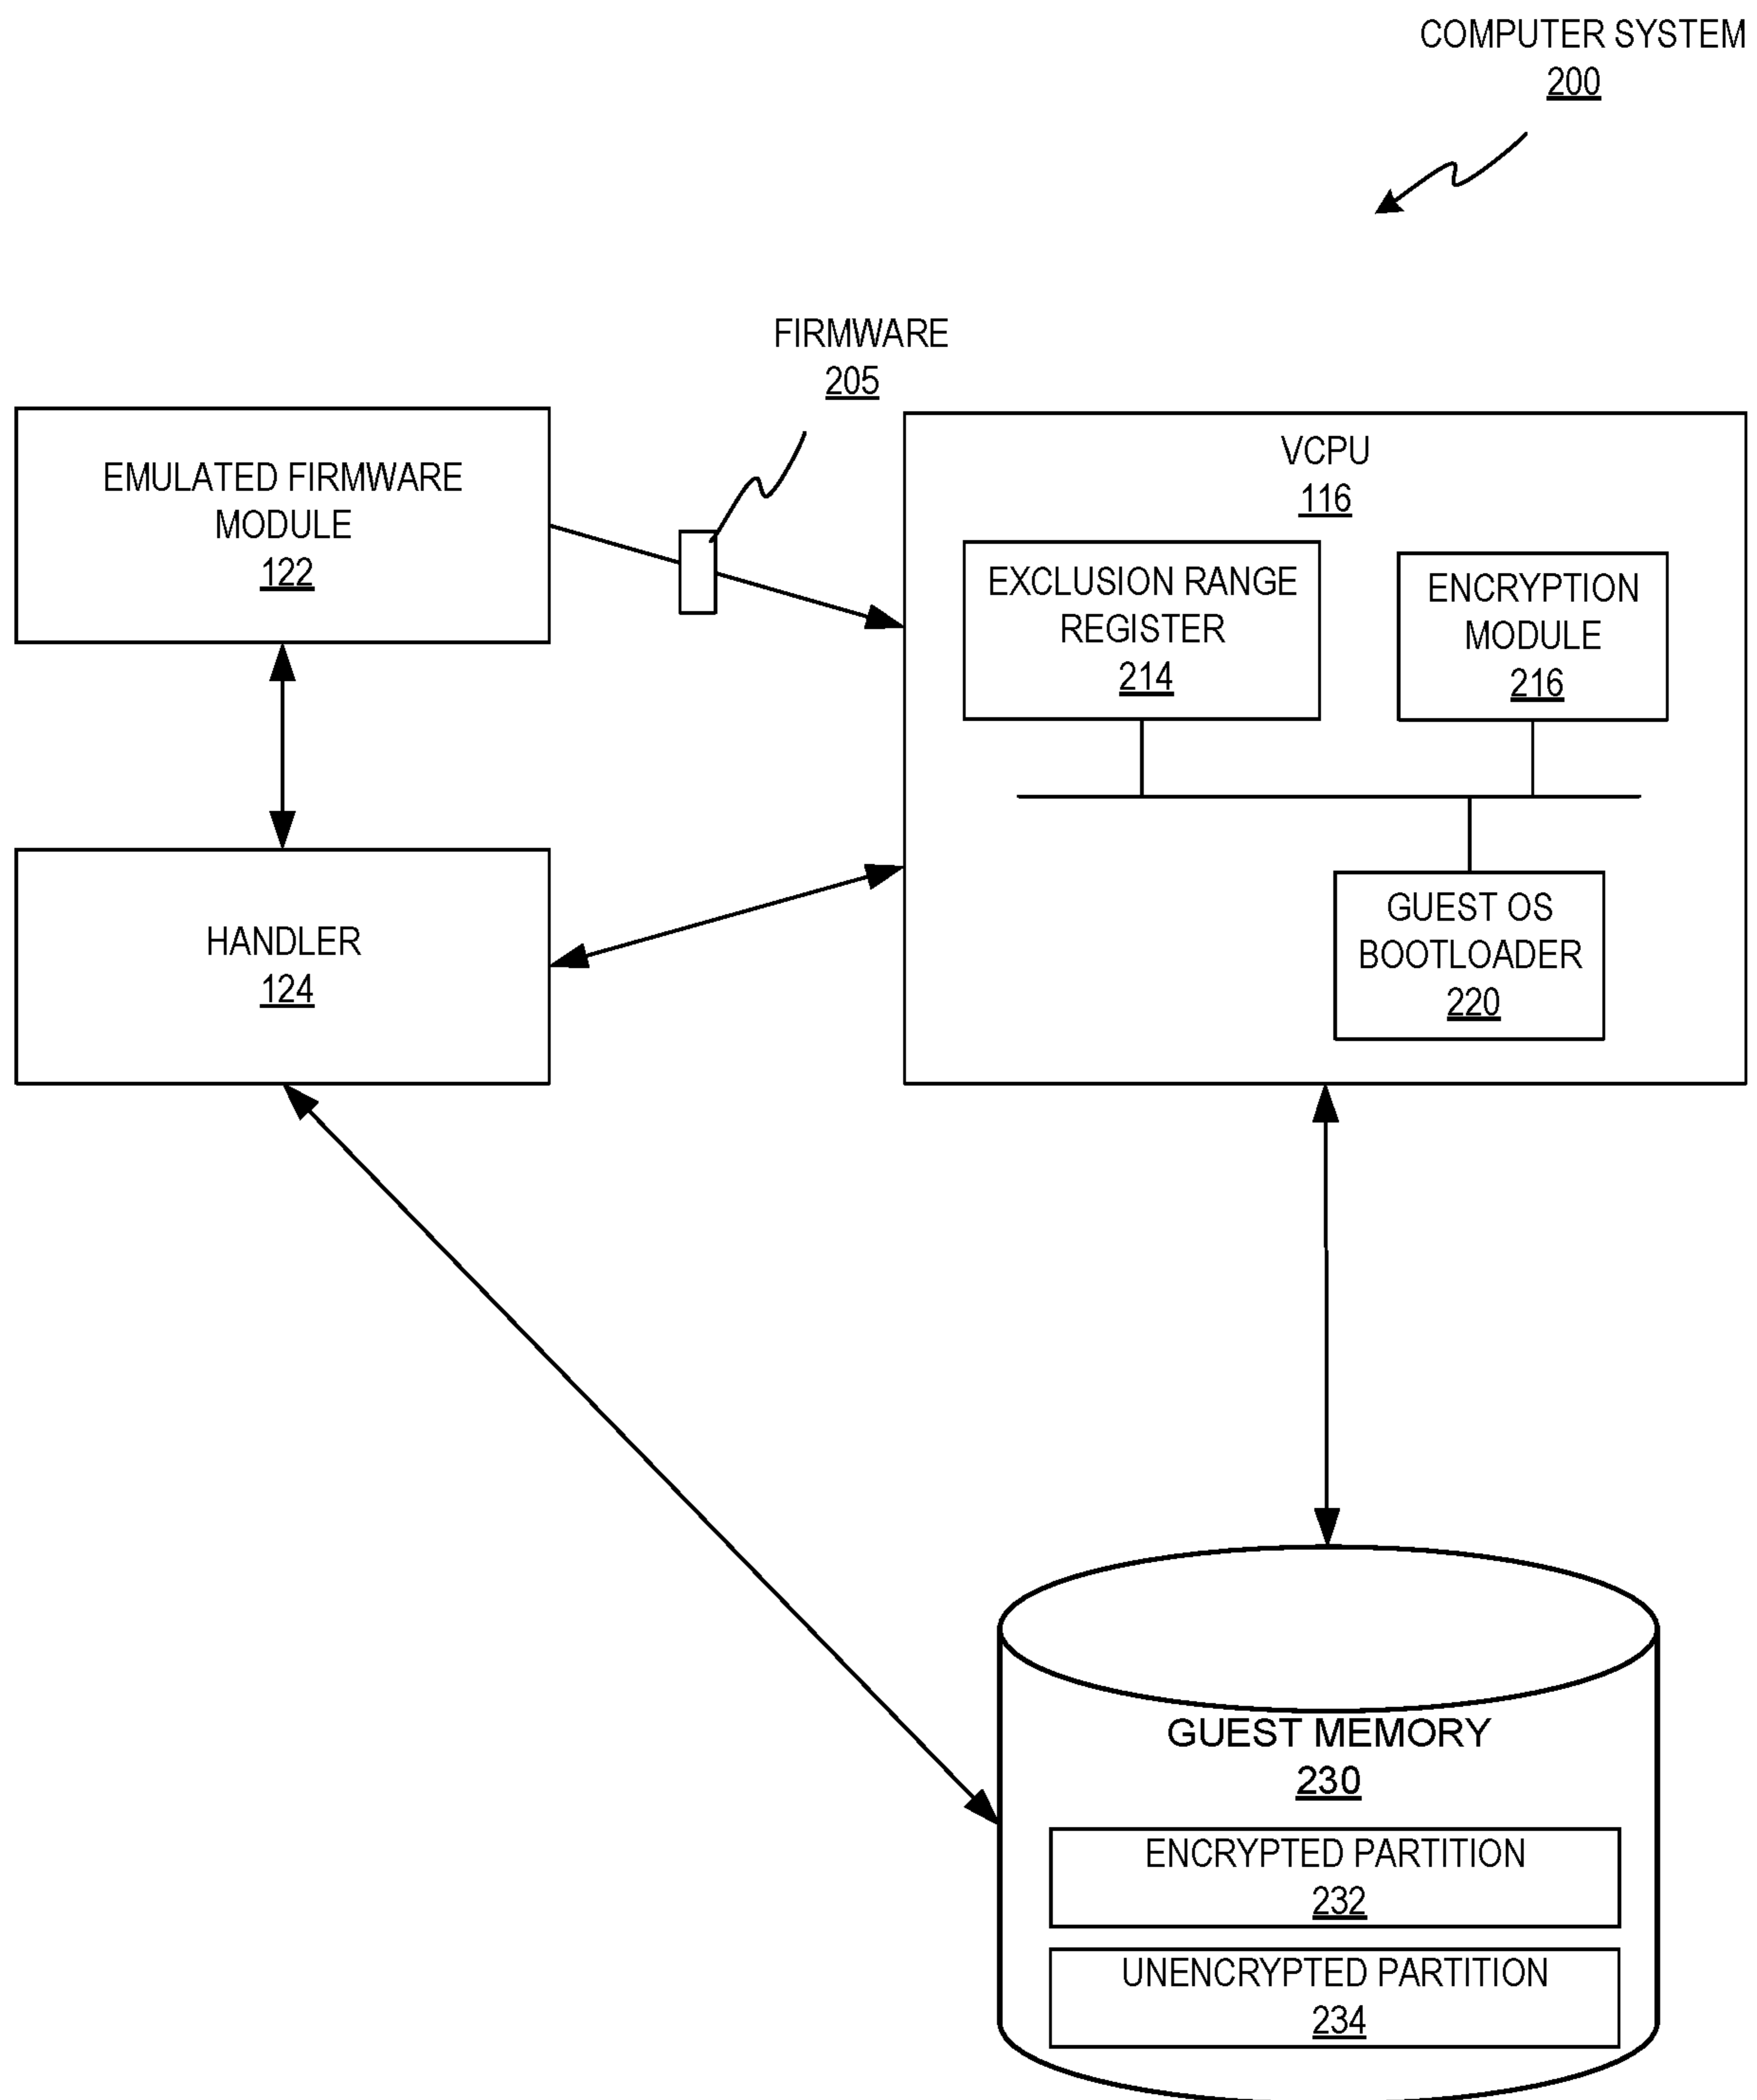 COMPUTER SYSTEM
200
FIRMWARE
205
EMULATED FIRMWARE
MODULE
122
VCPU
116
EXCLUSION RANGE
REGISTER
214
ENCRYPTION
MODULE
216
HANDLER
124
GUEST OS
BOOTLOADER
220
GUEST MEMORY
230
ENCRYPTED PARTITION
232
UNENCRYPTED PARTITION
234